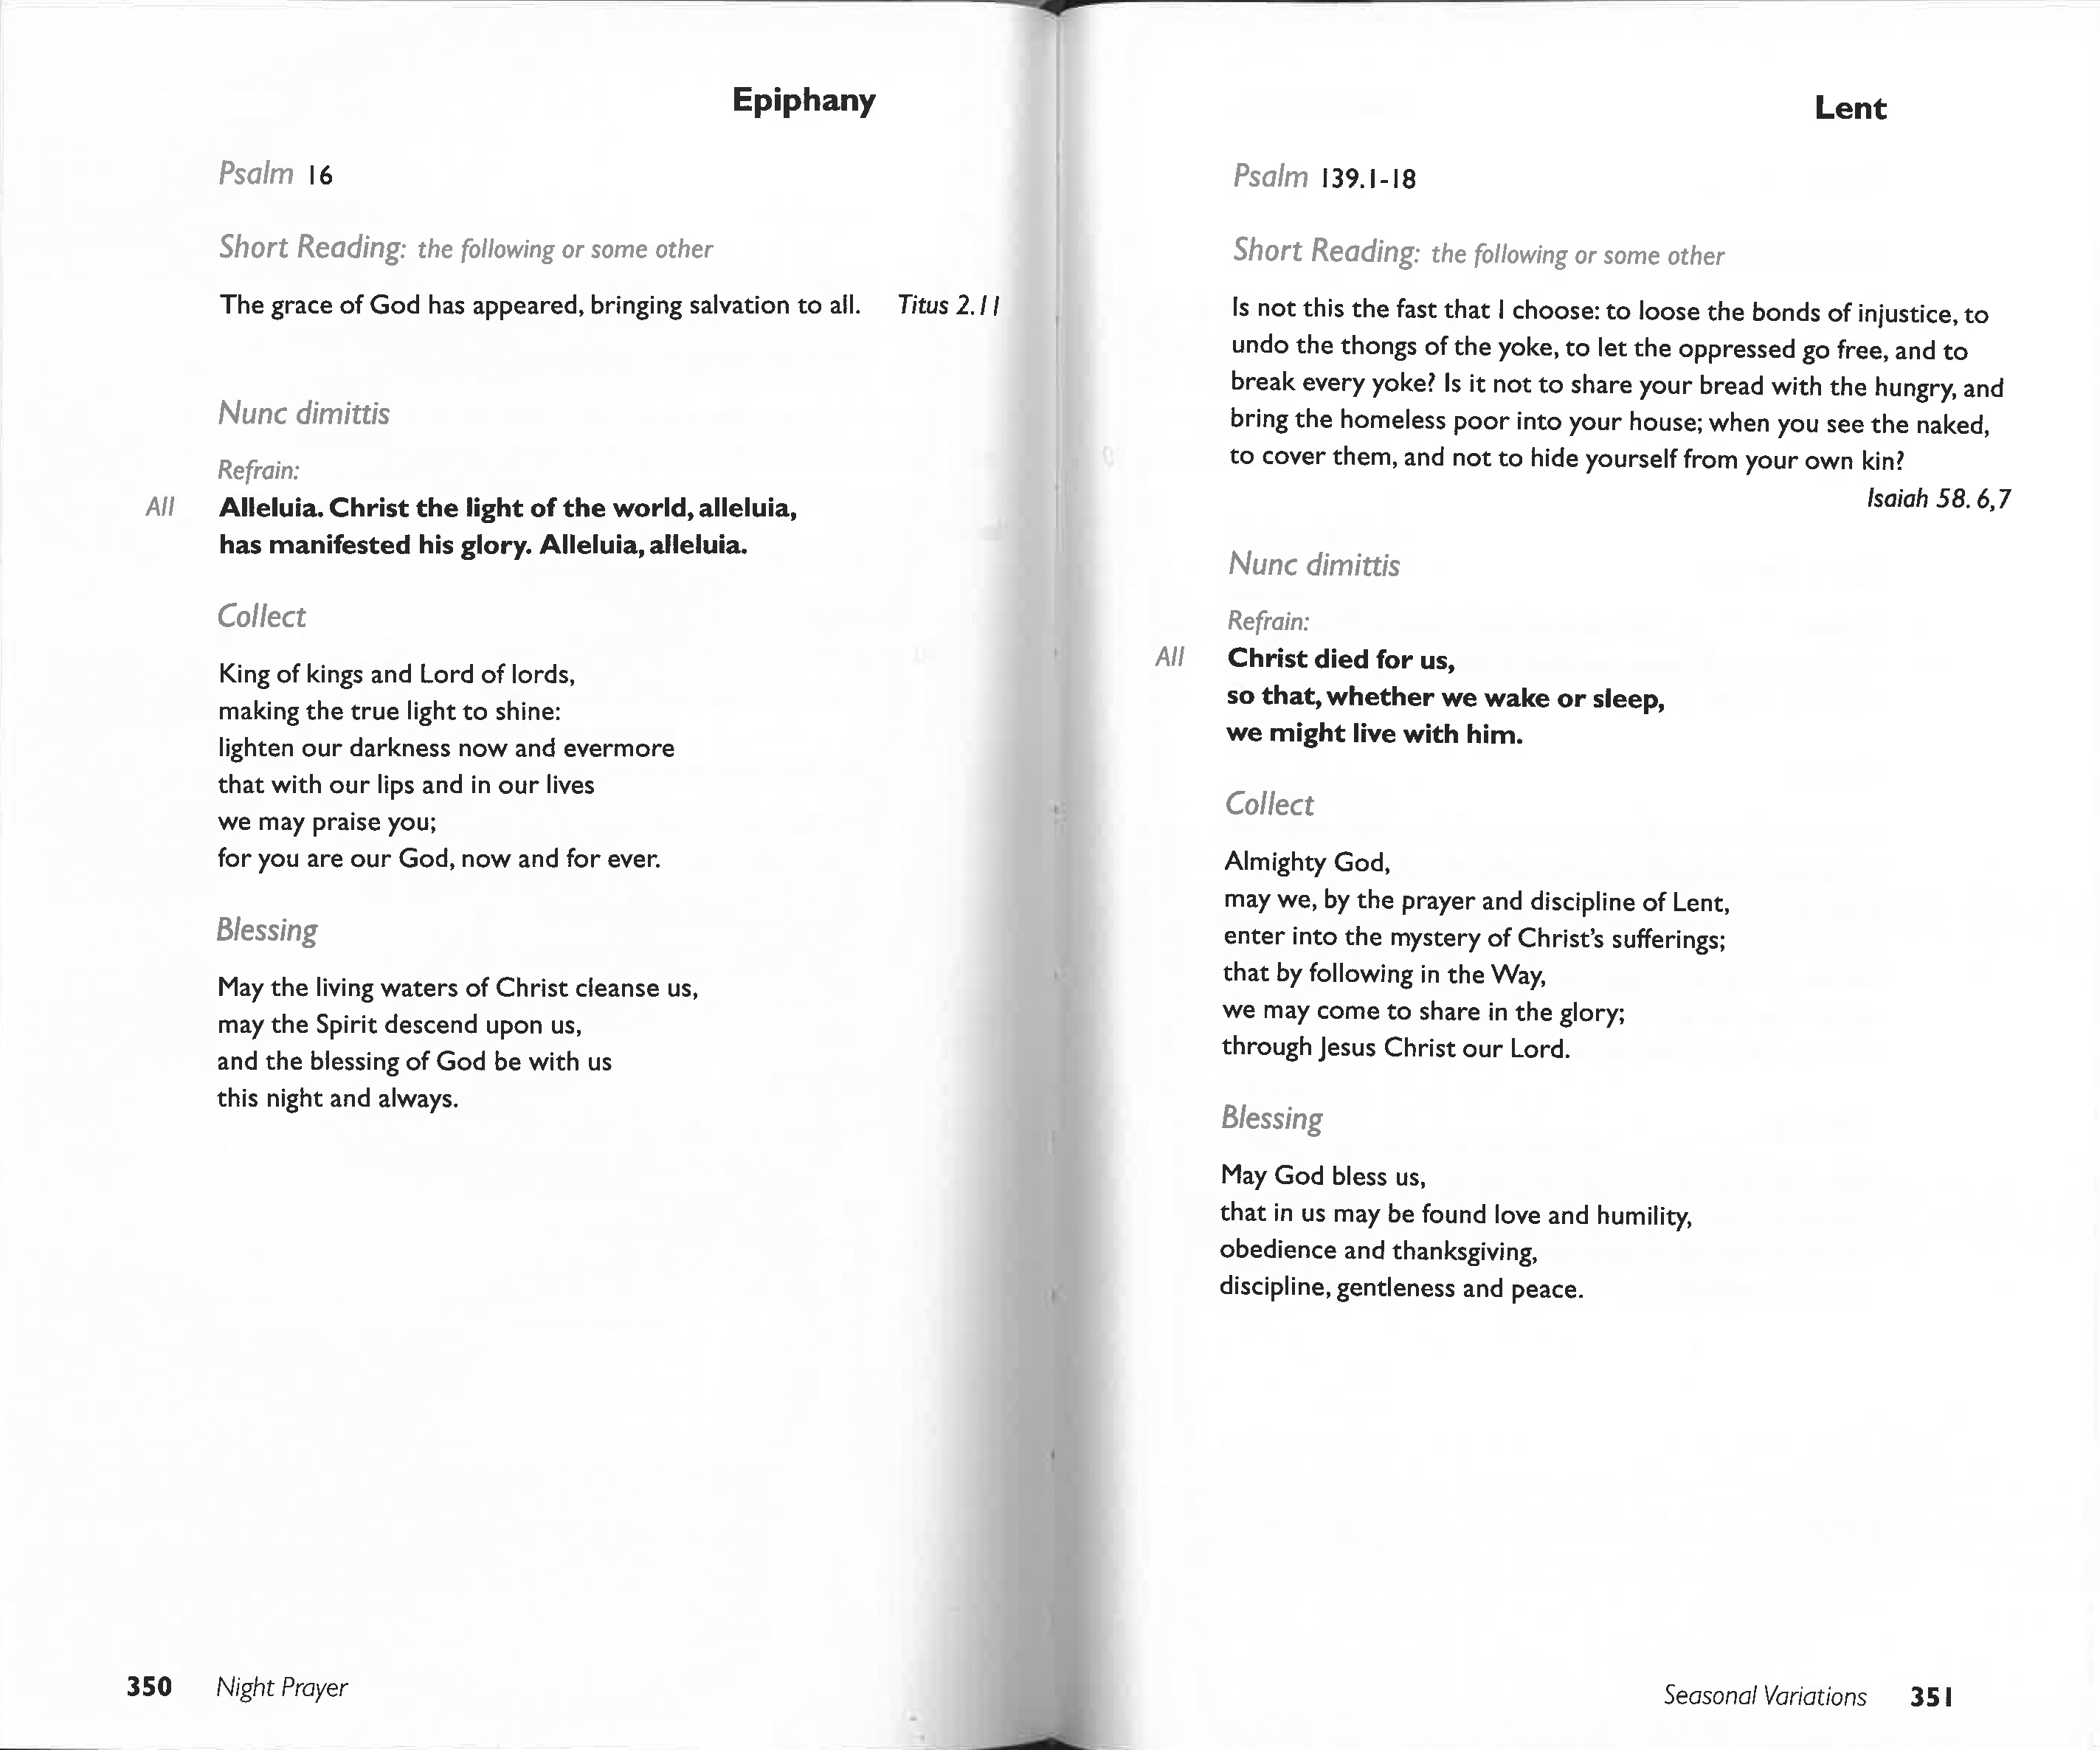 Epiphany
Psalm 16
Short Reading: the following or some other
The grace of God has appeared, bringing salvation to all. Titus 2.11
Nunc dimittis
Refrain:
All Alleluia. Christ the light of the world, alleluia,
has manifested his glory. Alleluia, alleluia.
Collect
King of kings and Lord of lords,
making the true light to shine:
lighten our darkness now and evermore
that with our lips and in our lives
we may praise you;
for you are our God, now and for ever.
Blessing
May the living waters of Christ cleanse us,
may the Spirit descend upon us,
and the blessing of God be with us
this night and always.
350 Night Prayer
Lent
Psalm 139.1-18
Short Reading: the following or some other
Is not this the fast that I choose: to loose the bonds of injustice, to
undo the thongs of the yoke, to let the oppressed go free, and to
break every yoke? Is it not to share your bread with the hungry, and
bring the homeless poor into your house; when you see the naked,
to cover them, and not to hide yourself from your own kin?
Isaiah 58. 6,7
Nunc dimittis
Refrain:
All Christ died for us,
so that, whether we wake or sleep,
we might live with him.
Collect
Almighty God,
may we, by the prayer and discipline of Lent,
enter into the mystery of Christ's sufferings;
that by following in the Way,
we may come to share in the glory;
through Jesus Christ our Lord.
Blessing
May God bless us,
that in us may be found love and humility,
obedience and thanksgiving,
discipline, gentleness and peace.
Seasonal Variations 351